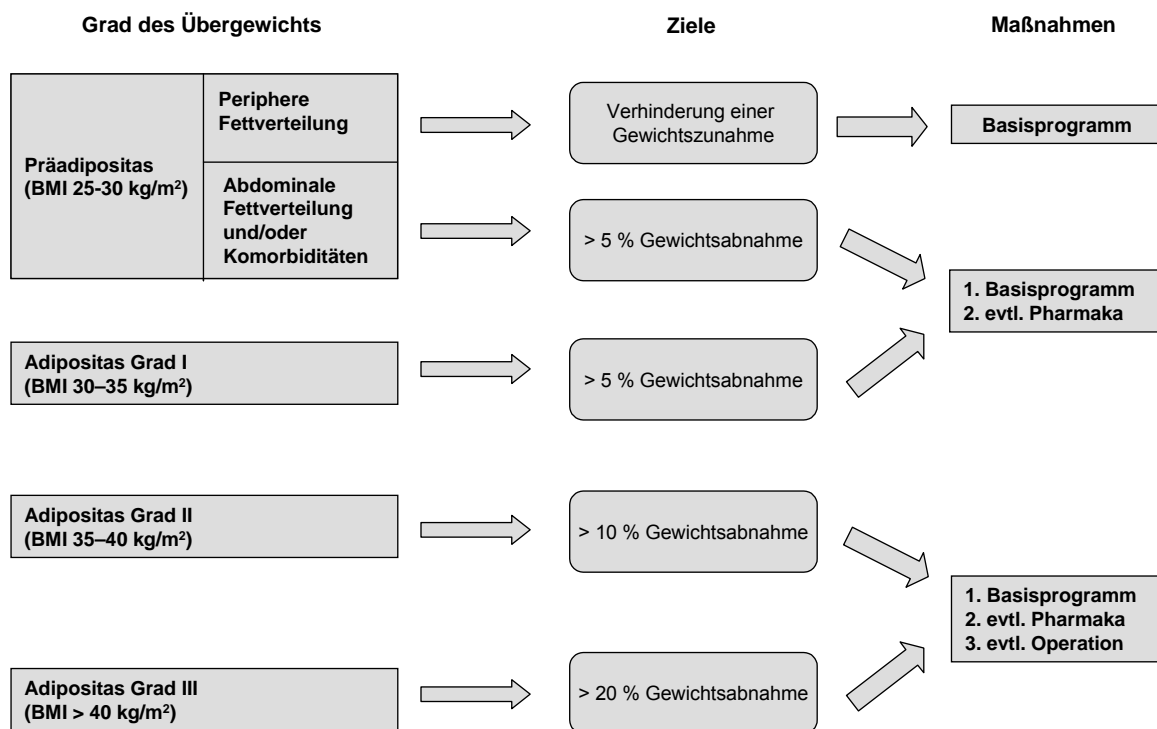 Grad des Übergewichts
Ziele
Maßnahmen
Präadipositas
(BMI 25-30 kg/m²)
Periphere
Fettverteilung
Verhinderung einer
Gewichtszunahme
Basisprogramm
Abdominale
Fettverteilung
und/oder
Komorbiditäten
> 5 % Gewichtsabnahme
1. Basisprogramm
2. evtl. Pharmaka
Adipositas Grad I
(BMI 30–35 kg/m²)
> 5 % Gewichtsabnahme
Adipositas Grad II
(BMI 35–40 kg/m²)
> 10 % Gewichtsabnahme
1. Basisprogramm
2. evtl. Pharmaka
3. evtl. Operation
Adipositas Grad III
(BMI > 40 kg/m²)
> 20 % Gewichtsabnahme